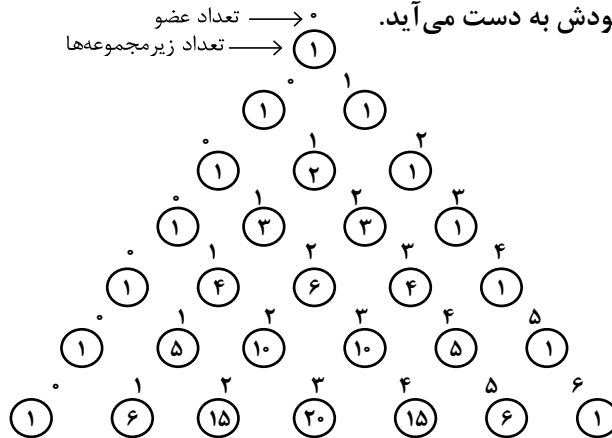 ودش به دست می‌آید.
تعداد عضو ۰
تعداد زیرمجموعه‌ها ۱
۰ ۱
۱ ۱
۰ ۱ ۲
۱ ۲ ۱
۰ ۱ ۲ ۳
۱ ۳ ۳ ۱
۰ ۱ ۲ ۳ ۴
۱ ۴ ۶ ۴ ۱
۰ ۱ ۲ ۳ ۴ ۵
۱ ۵ ۱۰ ۱۰ ۵ ۱
۰ ۱ ۲ ۳ ۴ ۵ ۶
۱ ۶ ۱۵ ۲۰ ۱۵ ۶ ۱